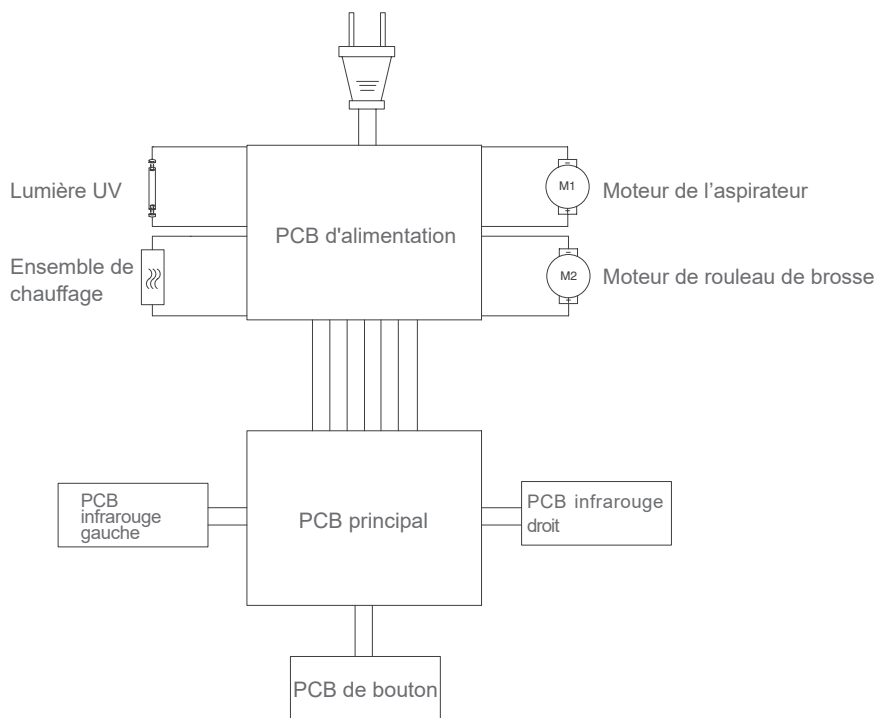 Lumière UV
M1
Moteur de l’aspirateur
PCB d'alimentation
Ensemble de
chauffage
M2
Moteur de rouleau de brosse
PCB
infrarouge
gauche
PCB principal
PCB infrarouge
droit
PCB de bouton